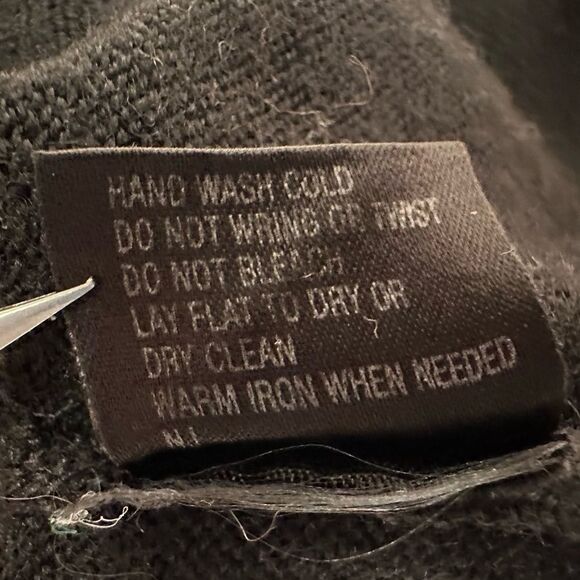 HAND WASH COLD
DO NOT WRING OR TWIST
DO NOT BLEACH
LAY FLAT TO DRY OR
DRY CLEAN
WARM IRON WHEN NEEDED